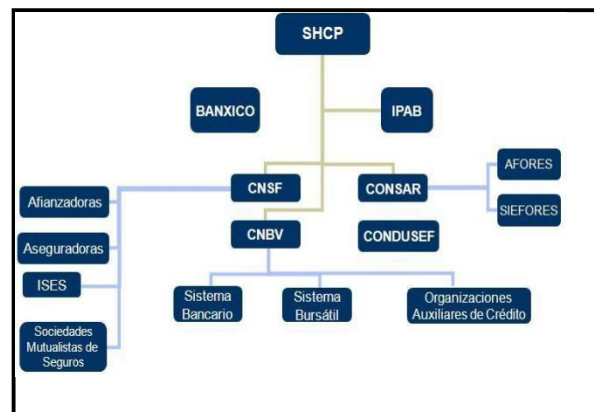 SHCP
BANXICO
IPAB
CNSF
CONSAR
AFORES
SIEFORES
Afianzadoras
CNBV
CONDUSEF
Aseguradoras
ISES
Sistema
Bancario
Sistema
Bursátil
Organizaciones
Auxiliares de Crédito
Sociedades
Mutualistas de
Seguros